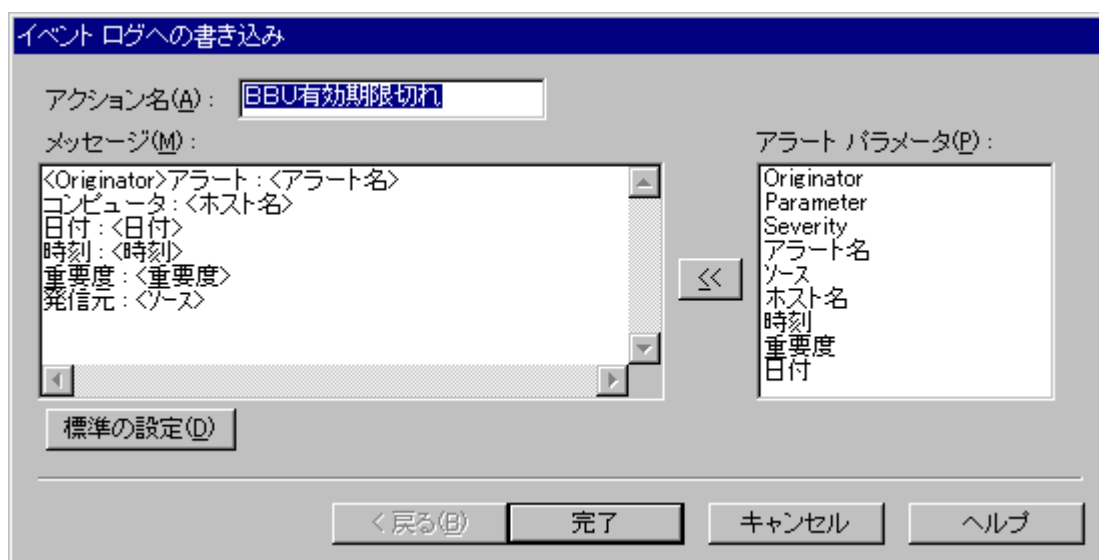 イベント ログへの書き込み
アクション名(A): BBU有効期限切れ
メッセージ(M):
<Originator>アラート:<アラート名>
コンピュータ:<ホスト名>
日付:<日付>
時刻:<時刻>
重要度:<重要度>
発信元:<ソース>
<<
アラート パラメータ(P):
Originator
Parameter
Severity
アラート名
ソース
ホスト名
時刻
重要度
日付
標準の設定(D)
< 戻る(B) 完了 キャンセル ヘルプ